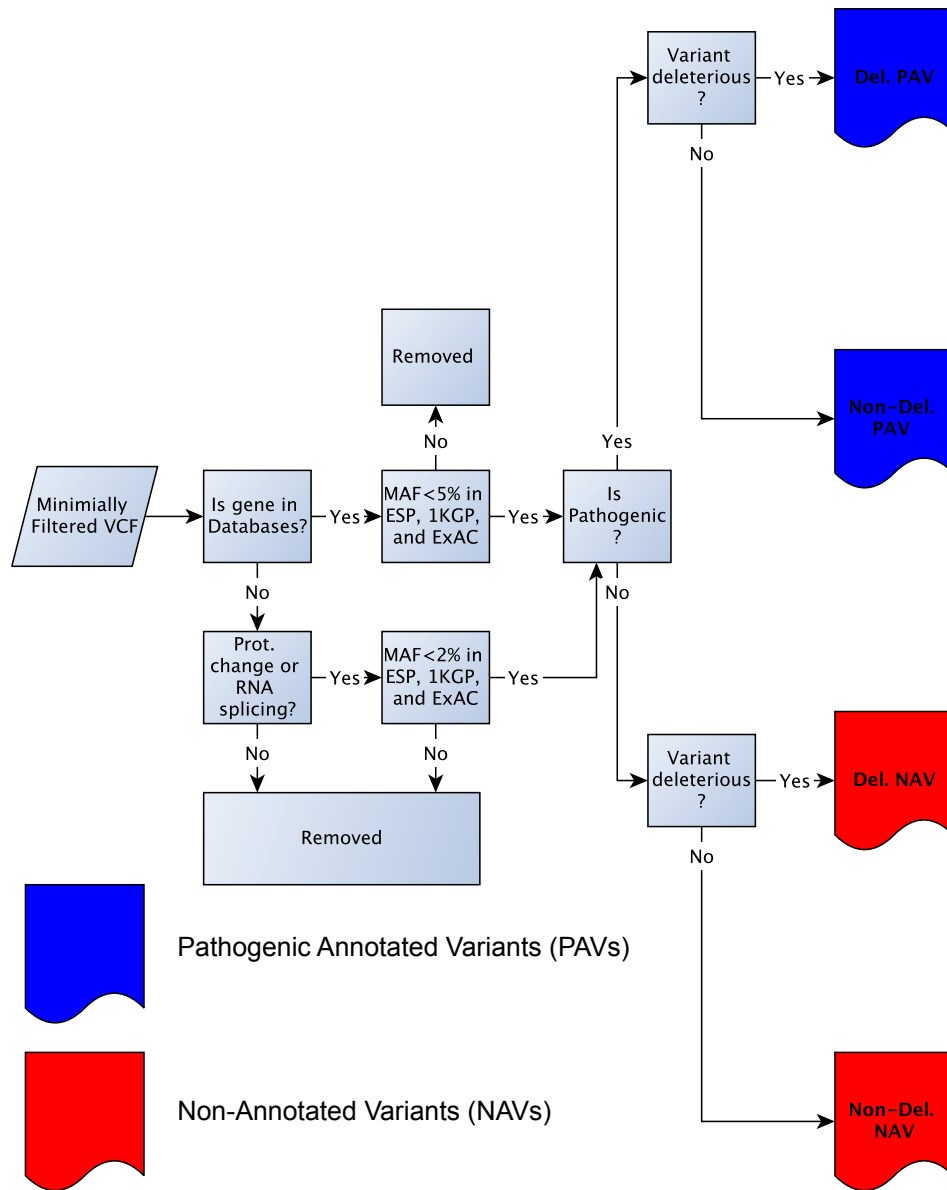 Variant
deleterious
?
Yes
Del. PAV
No
Removed
Non-Del.
PAV
No
Yes
Minimially
Filtered VCF
Is gene in
Databases?
Yes
MAF<5% in
ESP, 1KGP,
and ExAC
Yes
Is
Pathogenic
?
No
No
Prot.
change or
RNA
splicing?
Yes
MAF<2% in
ESP, 1KGP,
and ExAC
Yes
No
No
Variant
deleterious
?
Yes
Del. NAV
Removed
No
Pathogenic Annotated Variants (PAVs)
Non-Annotated Variants (NAVs)
Non-Del.
NAV